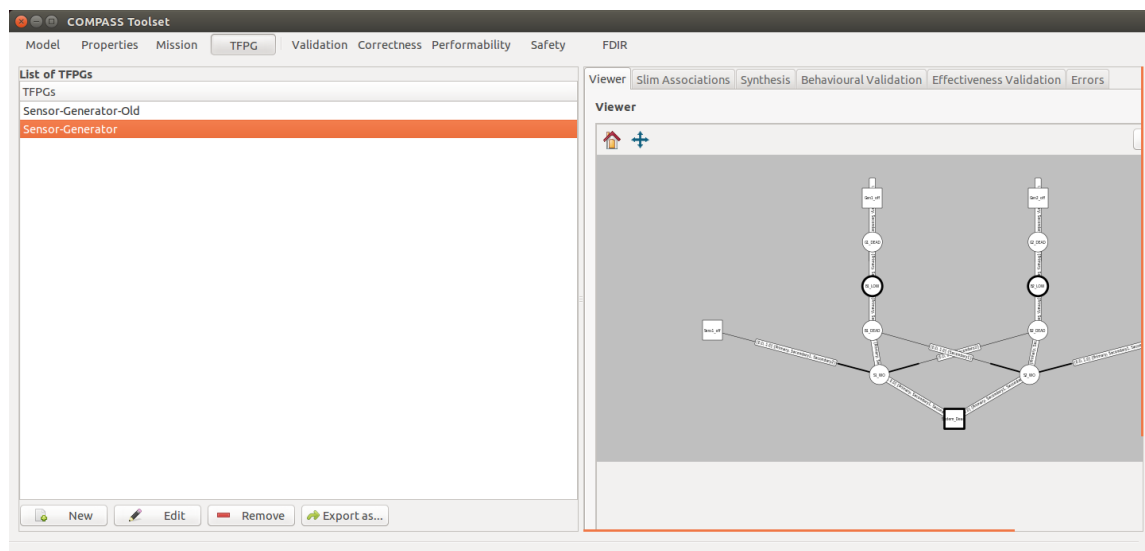 COMPASS Toolset
Model Properties Mission TFPG Validation Correctness Performability Safety FDIR
List of TFPGs
TFPGs
Sensor-Generator-Old
Sensor-Generator
New Edit Remove Export as...
Viewer Slim Associations Synthesis Behavioural Validation Effectiveness Validation Errors
Viewer